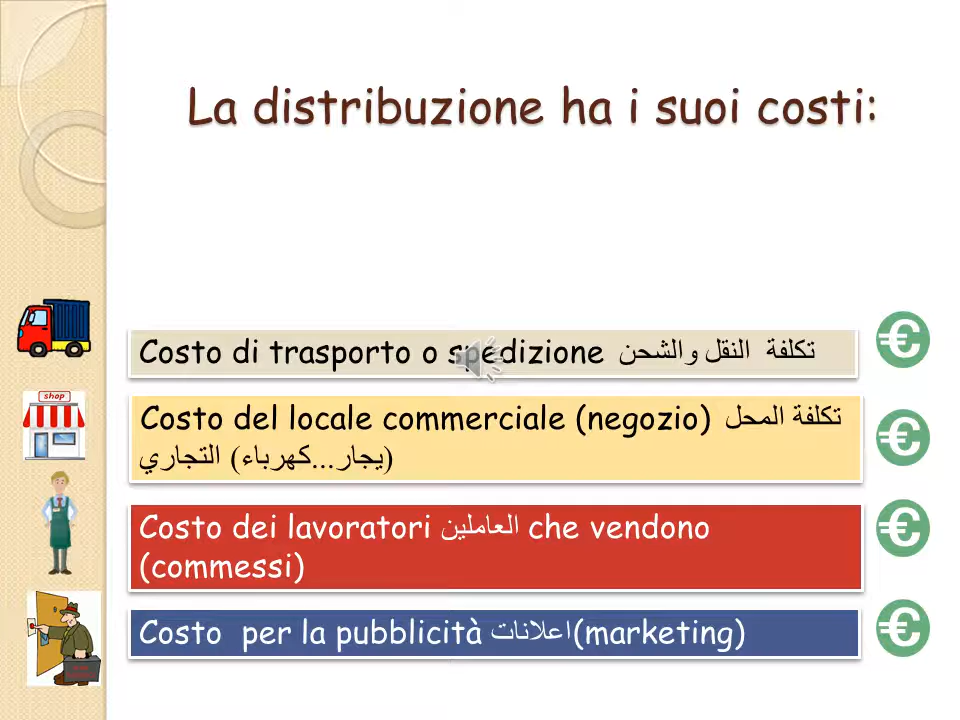 La distribuzione ha i suoi costi:
Costo di trasporto o spedizione تكلفة النقل والشحن
shop
Costo del locale commerciale (negozio) تكلفة المحل
التجاري (يجار...كهرباء)
Costo dei lavoratori العاملين che vendono
(commessi)
Costo per la pubblicità اعلانات(marketing)